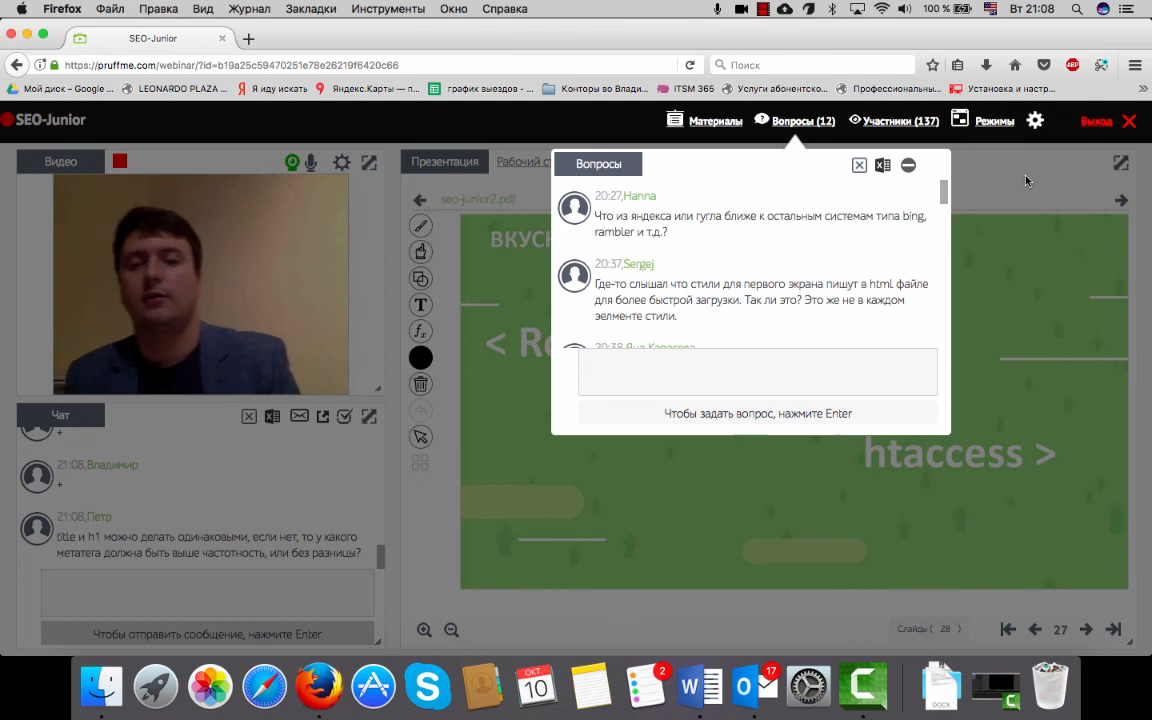 Firefox Файл Правка Вид Журнал Закладки Инструменты Окно Справка 100 % Вт 21:08
SEO-Junior
https://pruffme.com/webinar/?id=b19a25c59470251e78e26219f6420c66
Поиск
Мой диск – Google ... LEONARDO PLAZA ... Я иду искать Яндекс.Карты — п... график выездов - ... Конторы во Влади... ITSM 365 Услуги абонентско... Профессиональны... Установка и настр...
SEO-Junior Материалы Вопросы (12) Участники (137) Режимы Выход
Видео
Презентация
Вопросы
seo-junior2.pdf
20:27,Hanna
Что из яндекса или гугла ближе к остальным системам типа bing,
rambler и т.д.?
20:37,Sergej
Где-то слышал что стили для первого экрана пишут в html файле
для более быстрой загрузки. Так ли это? Это же не в каждом
эелменте стили.
Чтобы задать вопрос, нажмите Enter
htaccess >
Чат
+
21:08,Владимир
+
21:08,Петр
title и h1 можно делать одинаковыми, если нет, то у какого
метатега должна быть выше частотность, или без разницы?
Чтобы отправить сообщение, нажмите Enter
Слайды ( 28 ) 27
ОКТ
10
2
17
DOCX